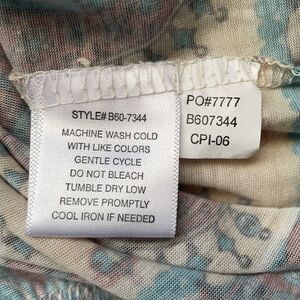 STYLE# B60-7344
MACHINE WASH COLD
WITH LIKE COLORS
GENTLE CYCLE
DO NOT BLEACH
TUMBLE DRY LOW
REMOVE PROMPTLY
COOL IRON IF NEEDED
PO#7777
B607344
CPI-06